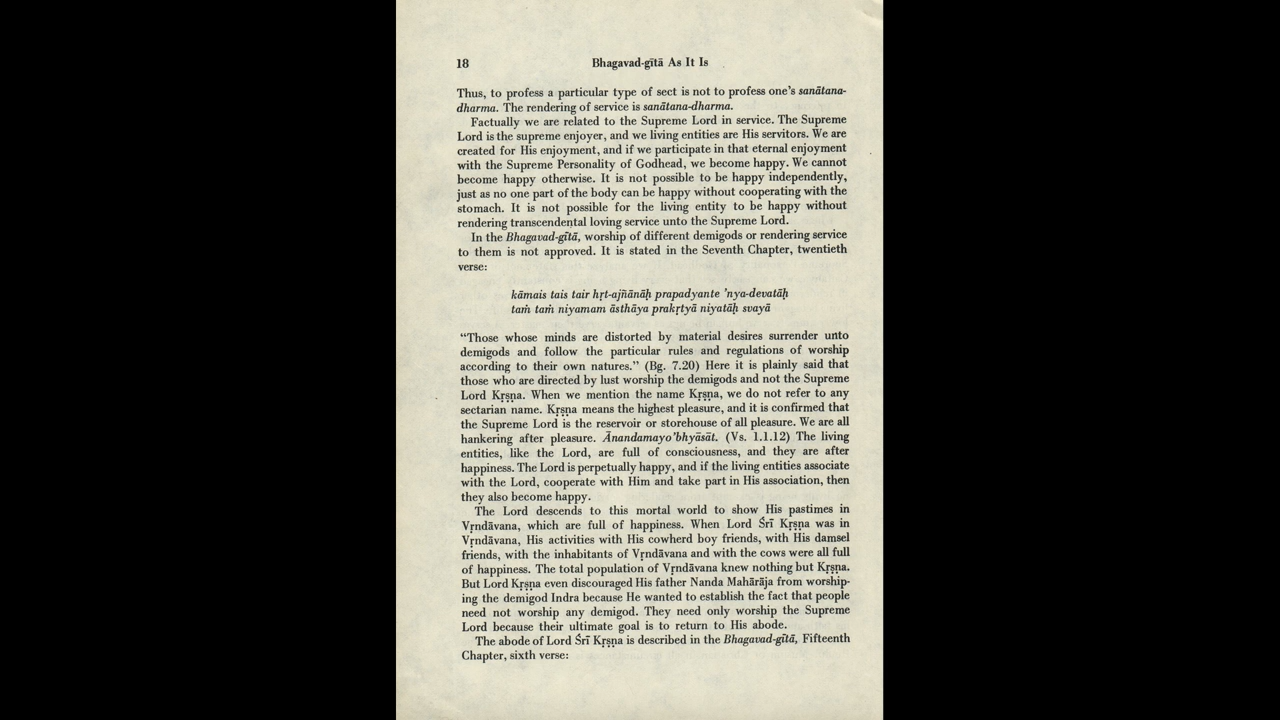 18 Bhagavad-gītā As It Is
Thus, to profess a particular type of sect is not to profess one's sanātana-
dharma. The rendering of service is sanātana-dharma.
Factually we are related to the Supreme Lord in service. The Supreme
Lord is the supreme enjoyer, and we living entities are His servitors. We are
created for His enjoyment, and if we participate in that eternal enjoyment
with the Supreme Personality of Godhead, we become happy. We cannot
become happy otherwise. It is not possible to be happy independently,
just as no one part of the body can be happy without cooperating with the
stomach. It is not possible for the living entity to be happy without
rendering transcendental loving service unto the Supreme Lord.
In the Bhagavad-gītā, worship of different demigods or rendering service
to them is not approved. It is stated in the Seventh Chapter, twentieth
verse:
kāmais tais tair hṛt-ajñānāḥ prapadyante 'nya-devatāḥ
taṁ taṁ niyamam āsthāya prakṛtyā niyatāḥ svayā
"Those whose minds are distorted by material desires surrender unto
demigods and follow the particular rules and regulations of worship
according to their own natures." (Bg. 7.20) Here it is plainly said that
those who are directed by lust worship the demigods and not the Supreme
Lord Kṛṣṇa. When we mention the name Kṛṣṇa, we do not refer to any
sectarian name. Kṛṣṇa means the highest pleasure, and it is confirmed that
the Supreme Lord is the reservoir or storehouse of all pleasure. We are all
hankering after pleasure. Ānandamayo'bhyāsāt. (Vs. 1.1.12) The living
entities, like the Lord, are full of consciousness, and they are after
happiness. The Lord is perpetually happy, and if the living entities associate
with the Lord, cooperate with Him and take part in His association, then
they also become happy.
The Lord descends to this mortal world to show His pastimes in
Vṛndāvana, which are full of happiness. When Lord Śrī Kṛṣṇa was in
Vṛndāvana, His activities with His cowherd boy friends, with His damsel
friends, with the inhabitants of Vṛndāvana and with the cows were all full
of happiness. The total population of Vṛndāvana knew nothing but Kṛṣṇa.
But Lord Kṛṣṇa even discouraged His father Nanda Mahārāja from worship-
ing the demigod Indra because He wanted to establish the fact that people
need not worship any demigod. They need only worship the Supreme
Lord because their ultimate goal is to return to His abode.
The abode of Lord Śrī Kṛṣṇa is described in the Bhagavad-gītā, Fifteenth
Chapter, sixth verse: